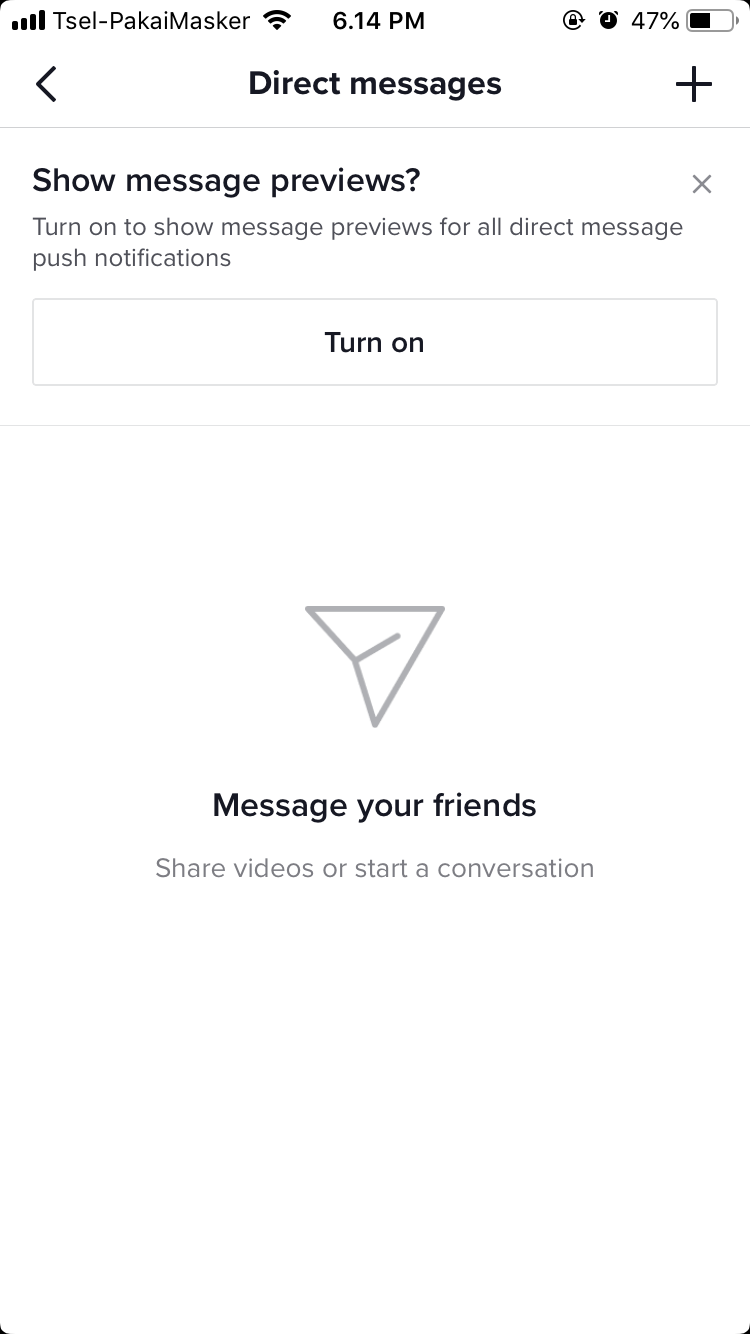 Tsel-PakaiMasker 6.14 PM 47%
Direct messages
Show message previews?
Turn on to show message previews for all direct message
push notifications
Turn on
Message your friends
Share videos or start a conversation